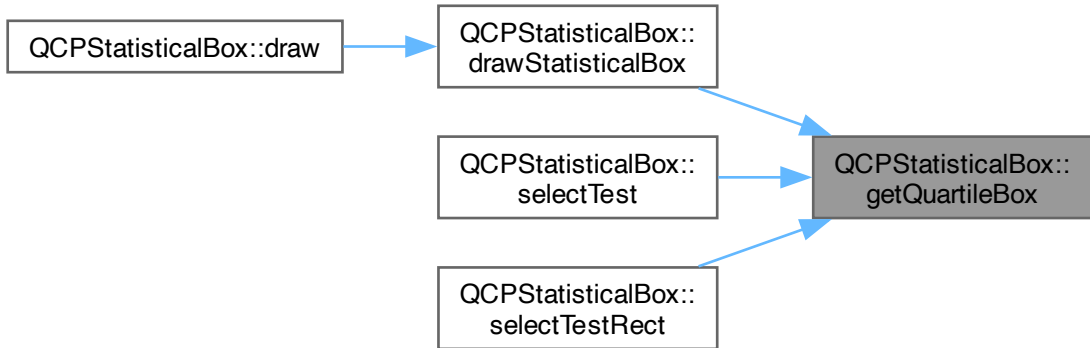 QCPStatisticalBox::draw
QCPStatisticalBox::
drawStatisticalBox
QCPStatisticalBox::
selectTest
QCPStatisticalBox::
selectTestRect
QCPStatisticalBox::
getQuartileBox